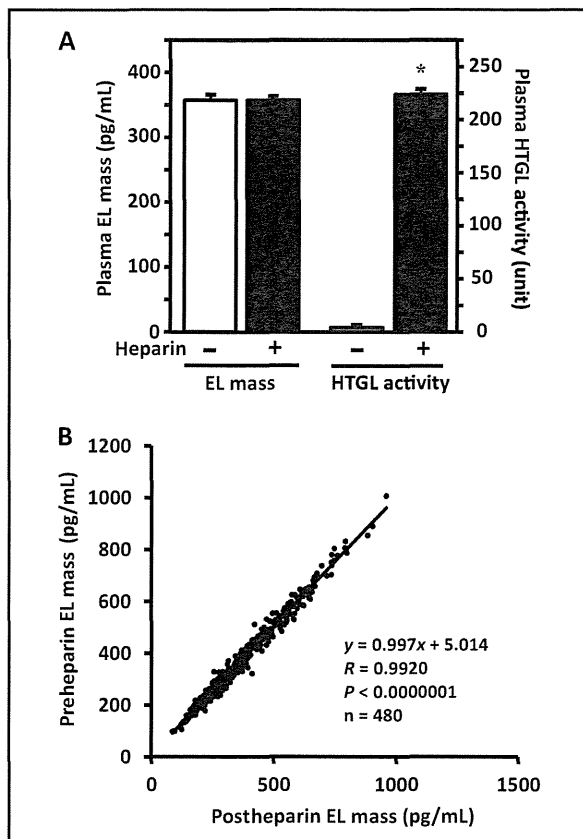 A
Plasma EL mass (pg/mL)
400
300
200
100
0
*
Plasma HTGL activity (unit)
250
200
150
100
50
0
Heparin − + − +
EL mass HTGL activity
B
Preheparin EL mass (pg/mL)
1200
1000
800
600
400
200
0
y = 0.997x + 5.014
R = 0.9920
P < 0.0000001
n = 480
0 500 1000 1500
Postheparin EL mass (pg/mL)